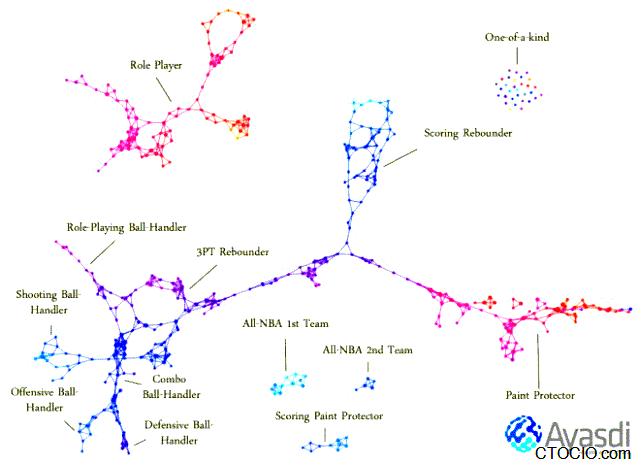 One-of-a-kind
Role Player
Scoring Rebounder
Role-Playing Ball-Handler
3PT Rebounder
Shooting Ball-
Handler
All-NBA 1st Team
All-NBA 2nd Team
Combo
Ball-Handler
Offensive Ball-
Handler
Paint Protector
Scoring Paint Protector
Defensive Ball-
Handler
Ayasdi
CTOCIO.com